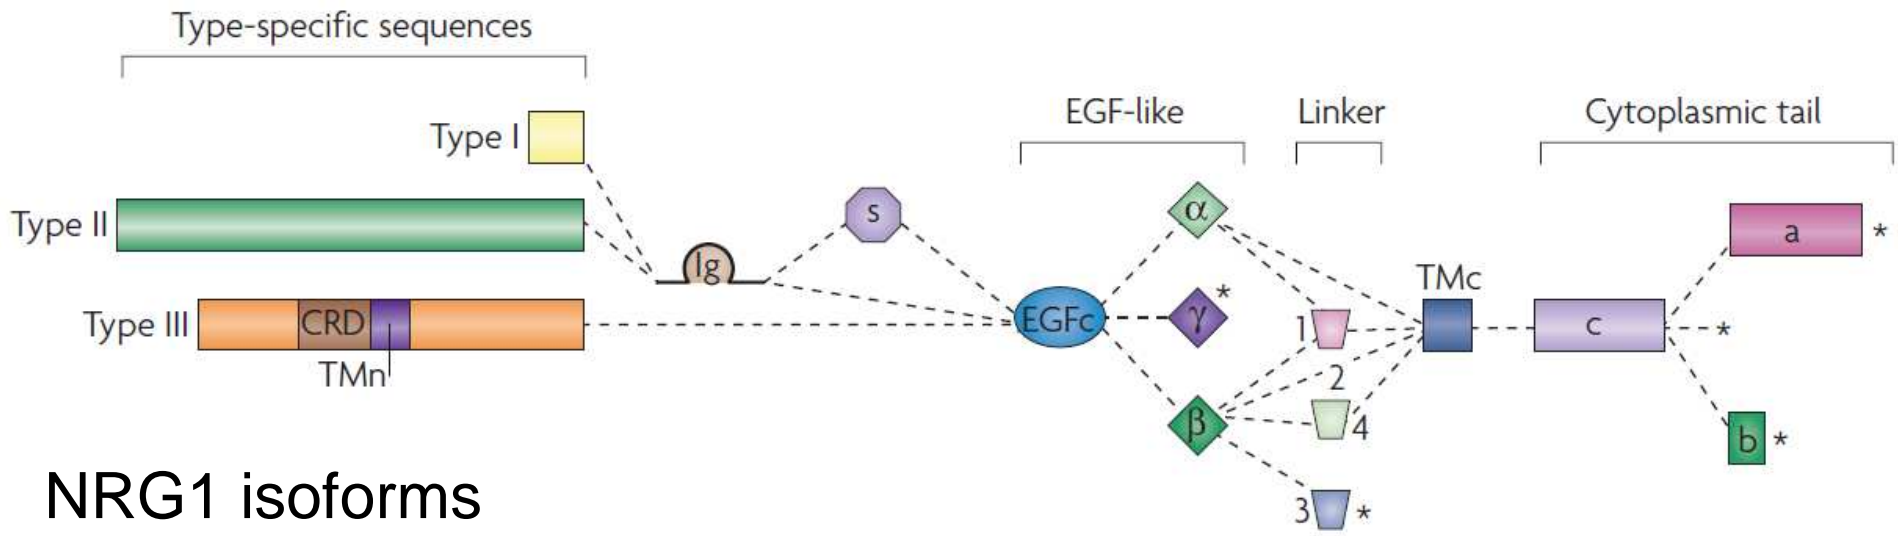 Type-specific sequences
EGF-like
Linker
Cytoplasmic tail
Type I
Type II
Type III
CRD
TMn
Ig
s
EGFc
α
γ
*
β
1
2
4
3
*
TMc
c
a
*
*
b
*
NRG1 isoforms